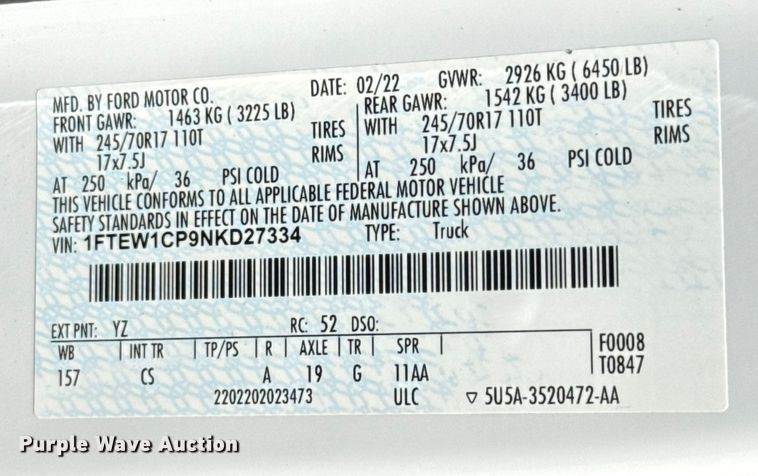 MFD. BY FORD MOTOR CO. DATE: 02/22 GVWR: 2926 KG ( 6450 LB)
FRONT GAWR: 1463 KG ( 3225 LB) REAR GAWR: 1542 KG ( 3400 LB)
WITH 245/70R17 110T TIRES WITH 245/70R17 110T TIRES
17x7.5J RIMS 17x7.5J RIMS
AT 250 kPa/ 36 PSI COLD AT 250 kPa/ 36 PSI COLD
THIS VEHICLE CONFORMS TO ALL APPLICABLE FEDERAL MOTOR VEHICLE
SAFETY STANDARDS IN EFFECT ON THE DATE OF MANUFACTURE SHOWN ABOVE.
VIN: 1FTEW1CP9NKD27334 TYPE: Truck
EXT PNT: YZ RC: 52 DSO:
WB | INT TR | TP/PS | R | AXLE | TR | SPR | F0008
157 CS A 19 G 11AA T0847
2202202023473 ULC ▽ 5U5A-3520472-AA
Purple Wave Auction